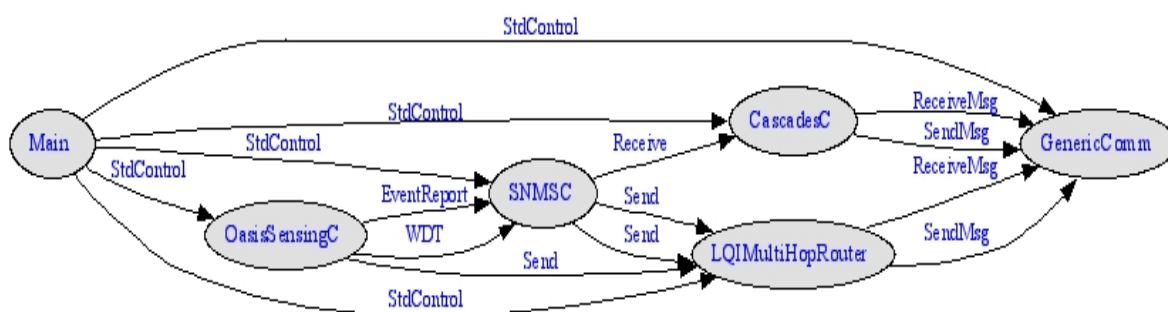 StdControl
Main
StdControl
CascadesC
ReceiveMsg
SendMsg
GenericComm
StdControl
Receive
ReceiveMsg
StdControl
EventReport
SNMSC
Send
OasisSensingC
WDT
Send
LQIMultiHopRouter
SendMsg
Send
StdControl